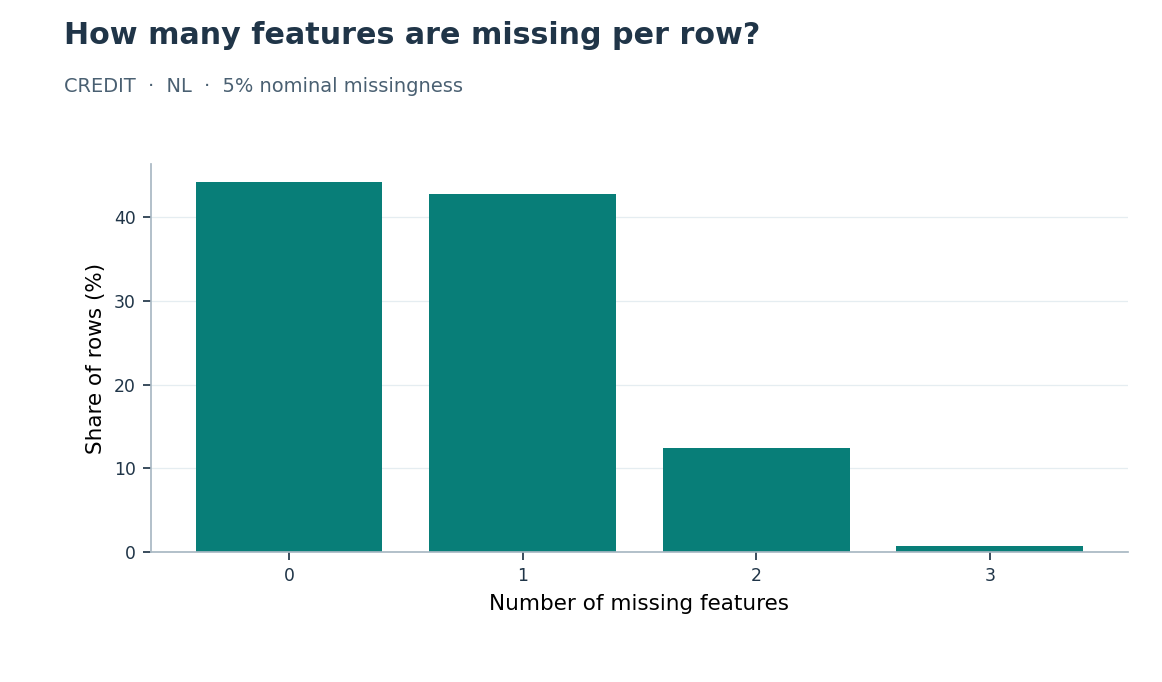 How many features are missing per row?
CREDIT · NL · 5% nominal missingness
Share of rows (%)
40
30
20
10
0
0 1 2 3
Number of missing features